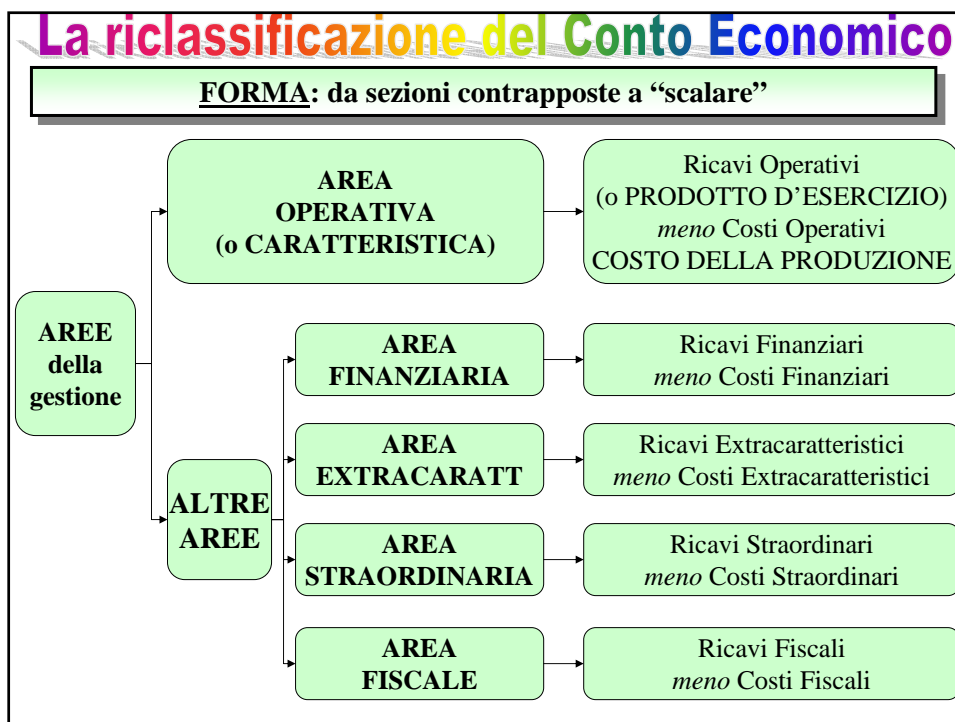 La riclassificazione del Conto Economico
FORMA: da sezioni contrapposte a “scalare”
AREE
della
gestione
AREA
OPERATIVA
(o CARATTERISTICA)
Ricavi Operativi
(o PRODOTTO D’ESERCIZIO)
meno Costi Operativi
COSTO DELLA PRODUZIONE
ALTRE
AREE
AREA
FINANZIARIA
Ricavi Finanziari
meno Costi Finanziari
AREA
EXTRACARATT
Ricavi Extracaratteristici
meno Costi Extracaratteristici
AREA
STRAORDINARIA
Ricavi Straordinari
meno Costi Straordinari
AREA
FISCALE
Ricavi Fiscali
meno Costi Fiscali